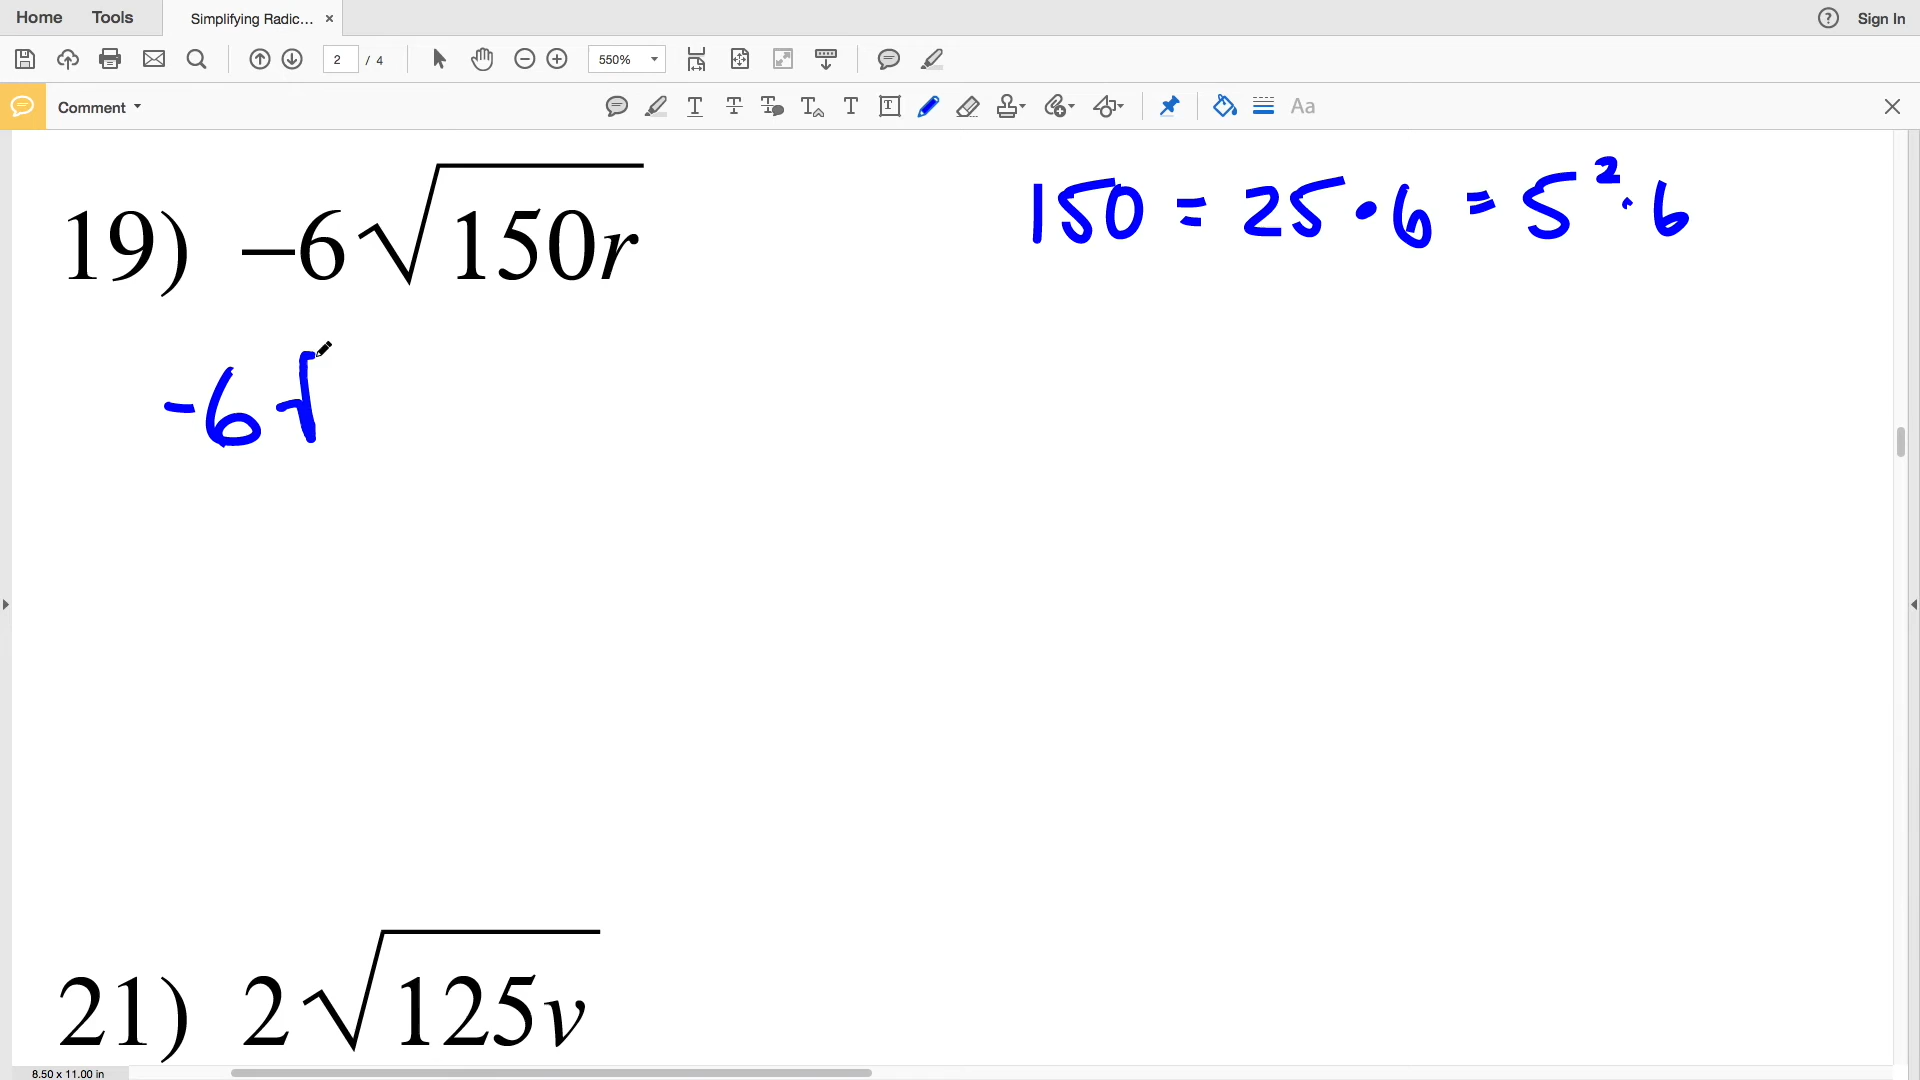 Home Tools Simplifying Radic... × ? Sign In
2 / 4 550%
Comment T T T T T T Aa
19) −6√150r 150 = 25 · 6 = 5² · 6
-6√
21) 2√125v
8.50 x 11.00 in